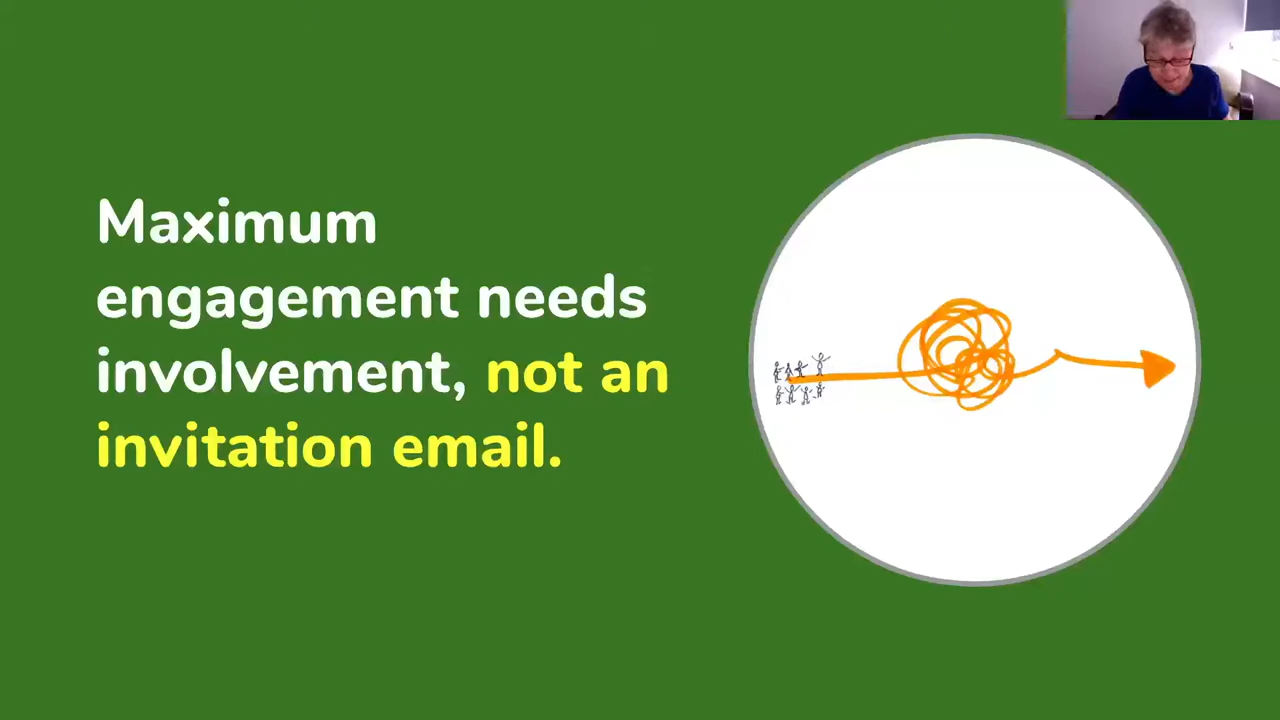 Maximum
engagement needs
involvement, not an
invitation email.